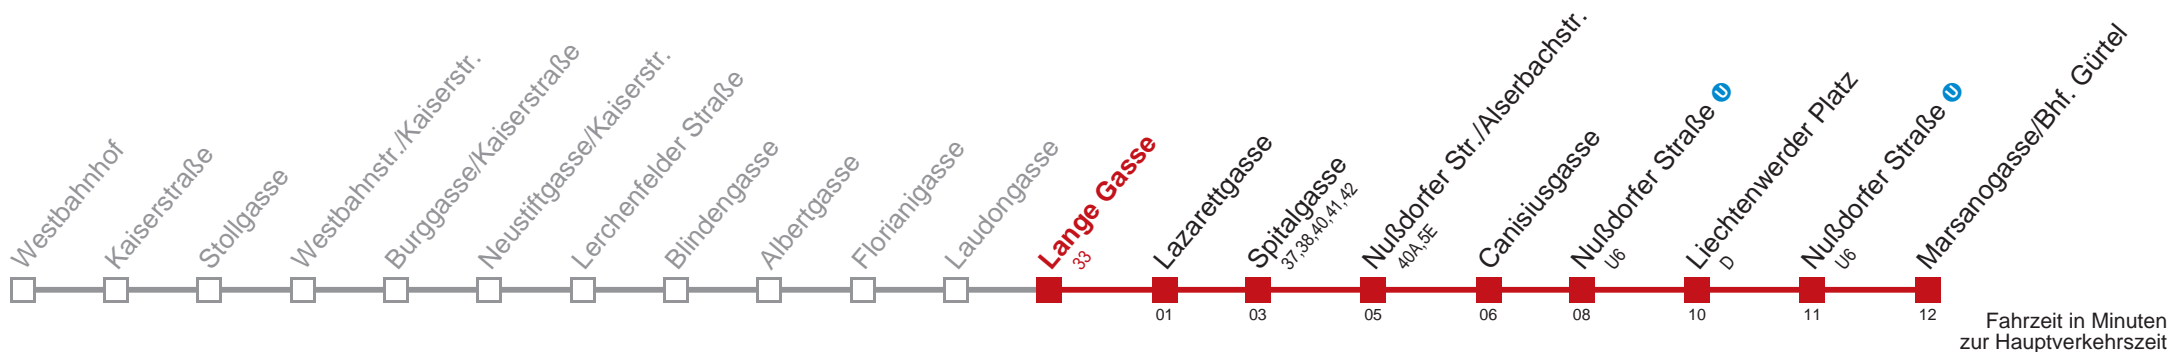 Westbahnhof
Kaiserstraße
Stollgasse
Westbahnstr./Kaiserstr.
Burggasse/Kaiserstraße
Neustiftgasse/Kaiserstr.
Lerchenfelder Straße
Blindengasse
Albertgasse
Florianigasse
Laudongasse
Lange Gasse
33
Lazarettgasse
Spitalgasse
37,38,40,41,42
Nußdorfer Str./Alserbachstr.
40A,5E
Canisiusgasse
Nußdorfer Straße U
U6
Liechtenwerder Platz
D
Nußdorfer Straße U
U6
Marsanogasse/Bhf. Gürtel
01
03
05
06
08
10
11
12
Fahrzeit in Minuten
zur Hauptverkehrszeit